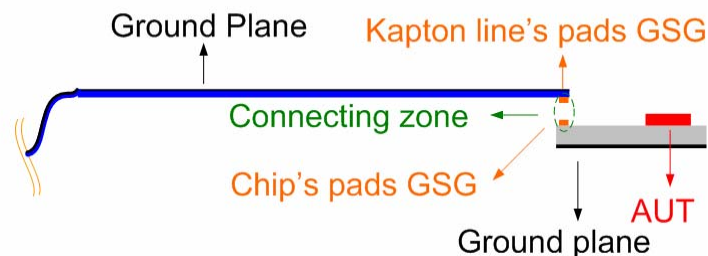 Ground Plane
Kapton line's pads GSG
Connecting zone
Chip's pads GSG
AUT
Ground plane